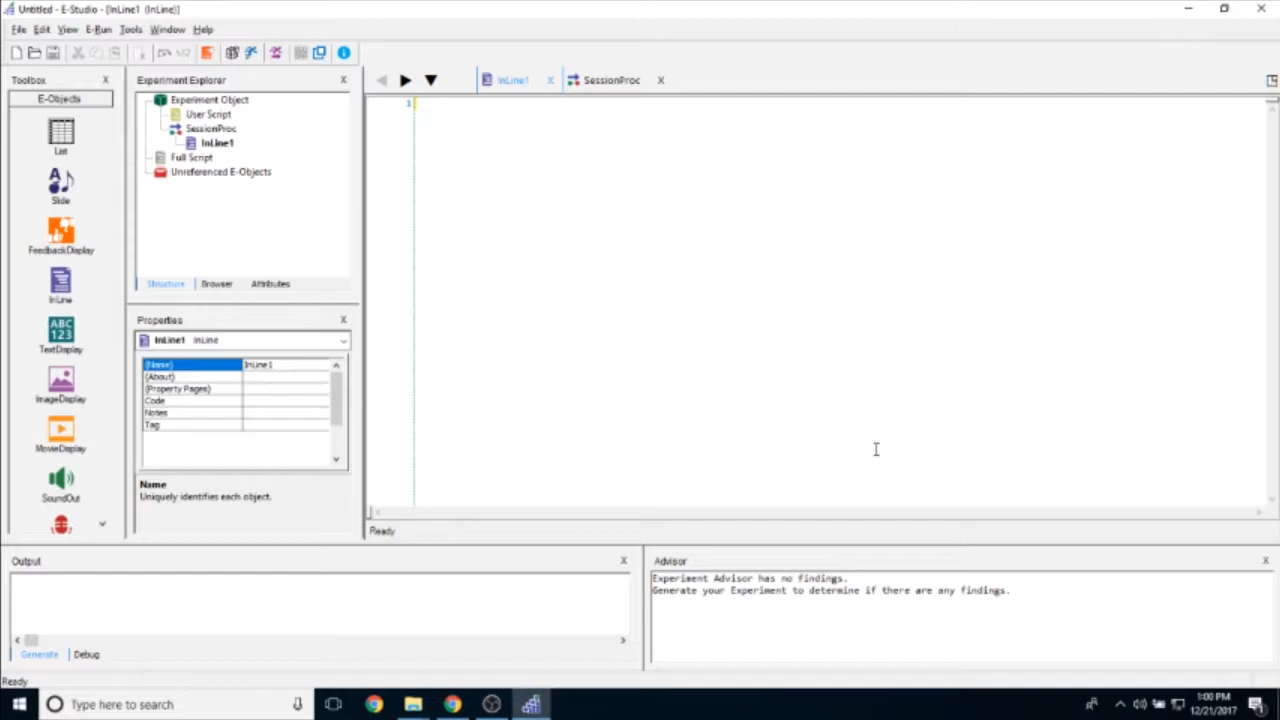 Untitled - E-Studio - [InLine1 (InLine)]
File Edit View E-Run Tools Window Help
Toolbox X
E-Objects
List
Slide
FeedbackDisplay
InLine
ABC
123
TextDisplay
ImageDisplay
MovieDisplay
SoundOut
Experiment Explorer X
Experiment Object
User Script
SessionProc
InLine1
Full Script
Unreferenced E-Objects
Structure Browser Attributes
Properties X
InLine1 InLine
(Name) InLine1
(About)
(Property Pages)
Code
Notes
Tag
Name
Uniquely identifies each object.
InLine1 X SessionProc X
1
Ready
Output X
Generate Debug
Advisor X
Experiment Advisor has no findings.
Generate your Experiment to determine if there are any findings.
Ready
Type here to search
1:00 PM
12/21/2017